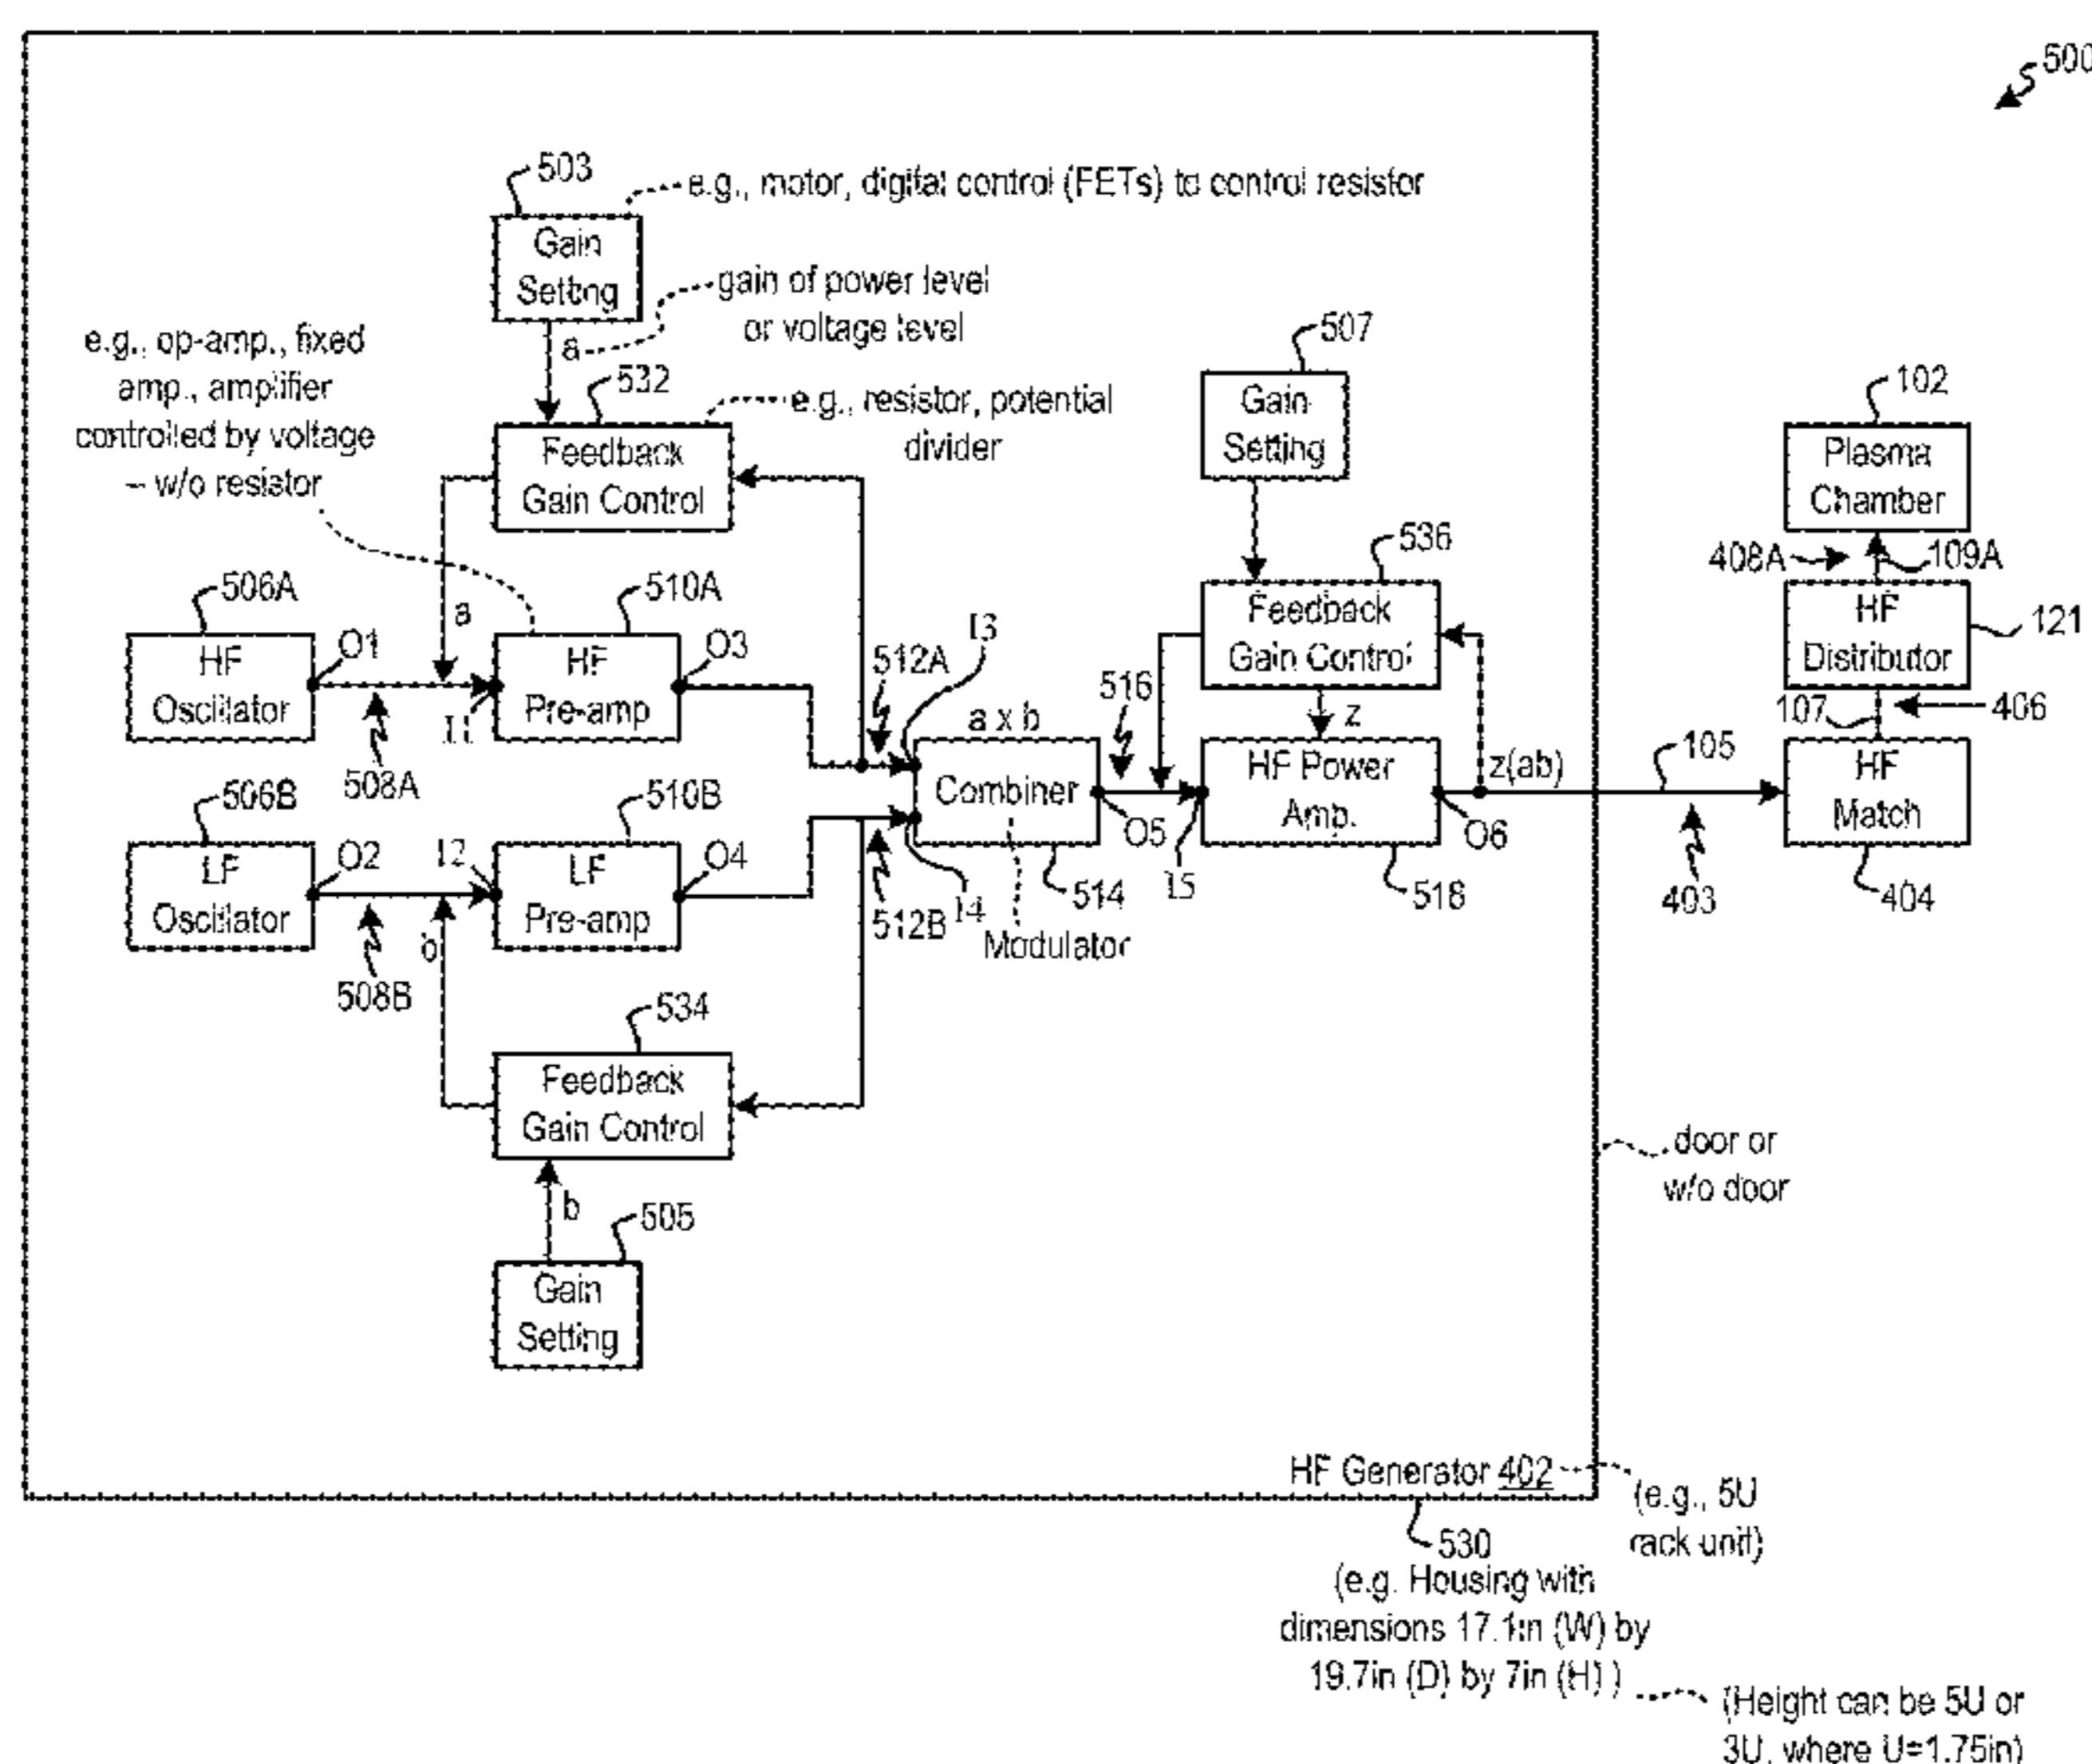 500
503
e.g., motor, digital control (FETs) to control resistor
Gain
Setting
gain of power level
or voltage level
a
e.g., op-amp., fixed
amp., amplifier
controlled by voltage
– w/o resistor
532
e.g., resistor, potential
divider
Feedback
Gain Control
507
Gain
Setting
102
Plasma
Chamber
408A
109A
536
Feedback
Gain Control
HF
Distributor
121
506A
O1
a
510A
O3
I3
HF
Oscillator
I1
HF
Pre-amp
512A
516
z
107
406
508A
a x b
Combiner
HF Power
Amp.
z(ab)
105
HF
Match
506B
O2
I2
510B
O4
O5
O6
LF
Oscillator
LF
Pre-amp
512B
I4
514
I5
518
403
404
508B
b
Modulator
534
Feedback
Gain Control
b
505
Gain
Setting
door or
w/o door
HF Generator 402
(e.g., 5U
rack unit)
530
(e.g. Housing with
dimensions 17.1in (W) by
19.7in (D) by 7in (H) )
(Height can be 5U or
3U, where U=1.75in)